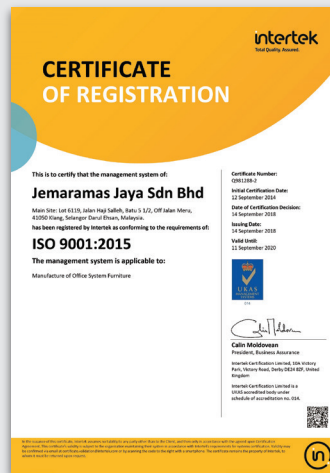 intertek
Total Quality. Assured.
CERTIFICATE
OF REGISTRATION
This is to certify that the management system of:
Jemaramas Jaya Sdn Bhd
Main Site: Lot 6119, Jalan Haji Salleh, Batu 5 1/2, Off Jalan Meru,
41050 Klang, Selangor Darul Ehsan, Malaysia.
has been registered by Intertek as conforming to the requirements of:
ISO 9001:2015
The management system is applicable to:
Manufacture of Office System Furniture
Certificate Number:
Q981288-2
Initial Certification Date:
12 September 2014
Date of Certification Decision:
14 September 2018
Issuing Date:
14 September 2018
Valid Until:
11 September 2020
UKAS
MANAGEMENT
SYSTEMS
014
Calin Moldovean
President, Business Assurance
Intertek Certification Limited, 10A Victory
Park, Victory Road, Derby DE24 8ZF, United
Kingdom
Intertek Certification Limited is a
UKAS accredited body under
schedule of accreditation no. 014.
in